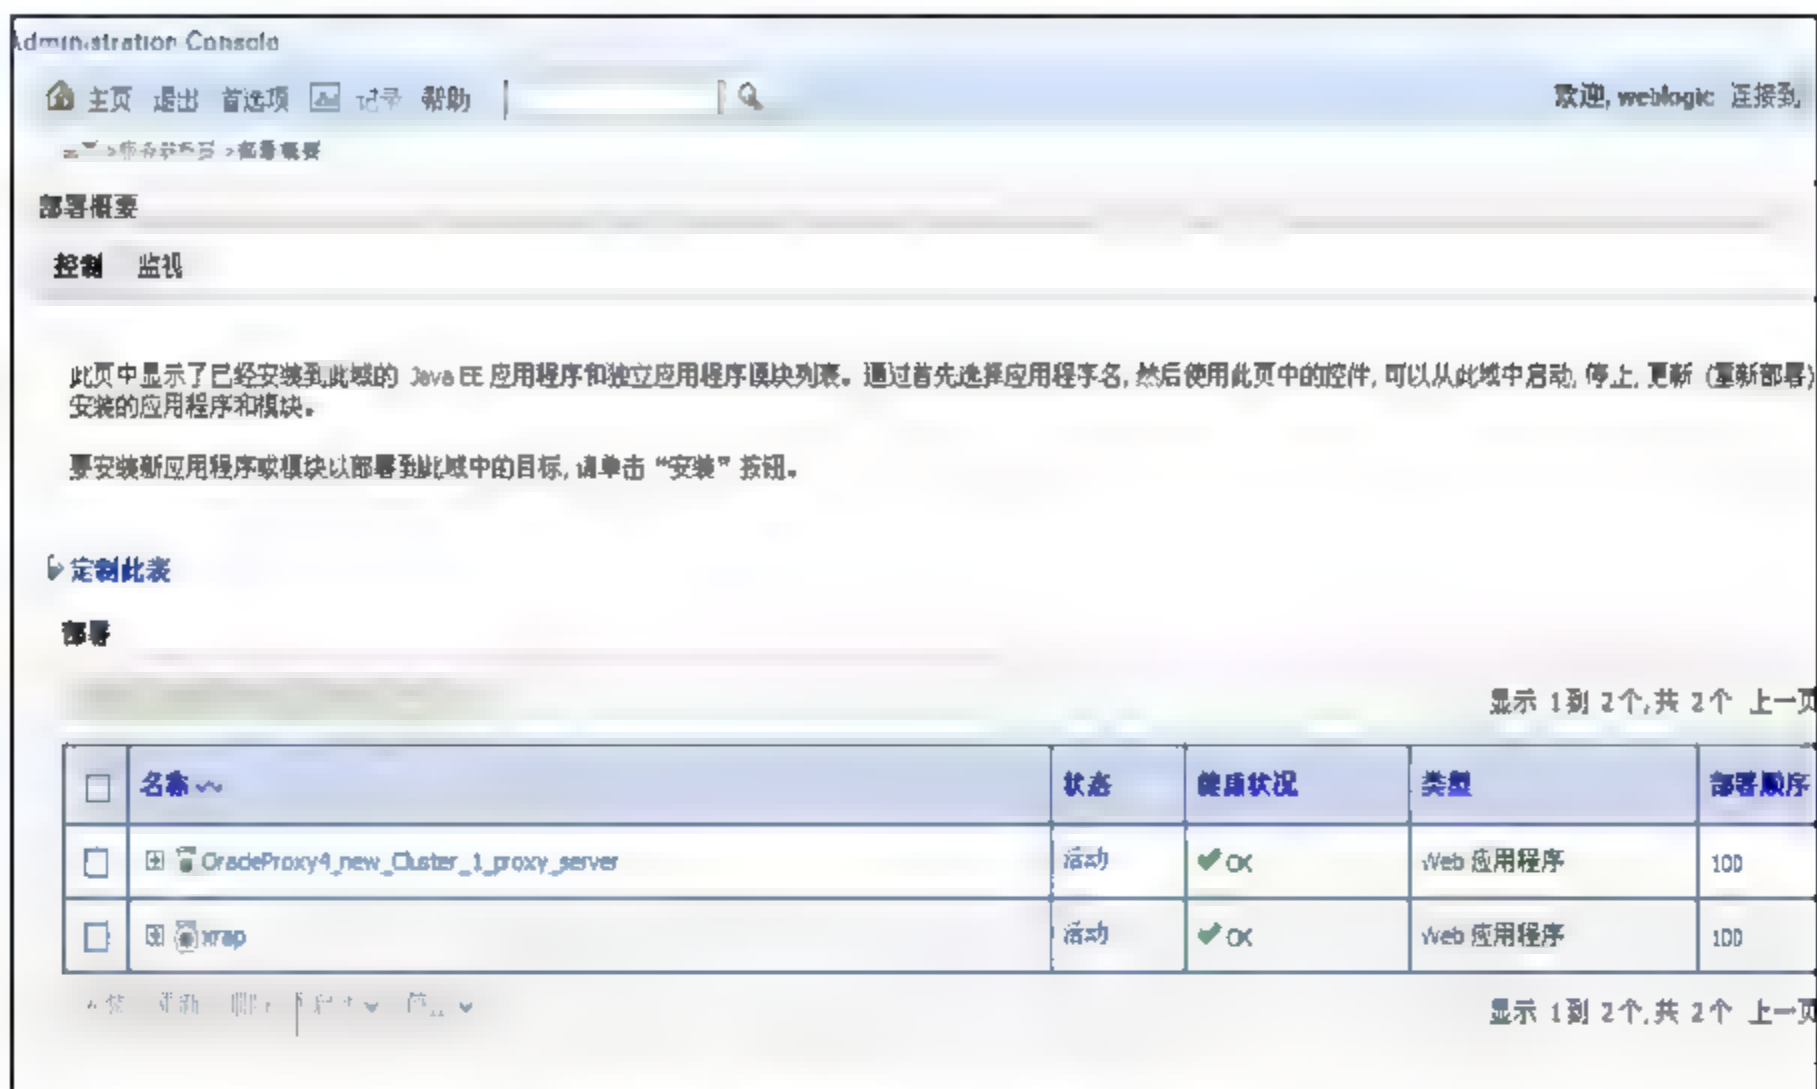 Administration Console
主页 退出 首选项 记录 帮助
欢迎, weblogic 连接到
>部署概要
部署概要
控制 监视
此页中显示了已经安装到此域的 Java EE 应用程序和独立应用程序模块列表。通过首先选择应用程序名, 然后使用此页中的控件, 可以从此域中启动, 停止, 更新 (重新部署)
安装的应用程序和模块。
要安装新应用程序或模块以部署到此域中的目标, 请单击 “安装” 按钮。
定制此表
部署
显示 1 到 2 个, 共 2 个 上一页
名称 状态 健康状况 类型 部署顺序
OracleProxy4_new_Cluster_1_proxy_server 活动 OK Web 应用程序 100
活动 OK Web 应用程序 100
显示 1 到 2 个, 共 2 个 上一页